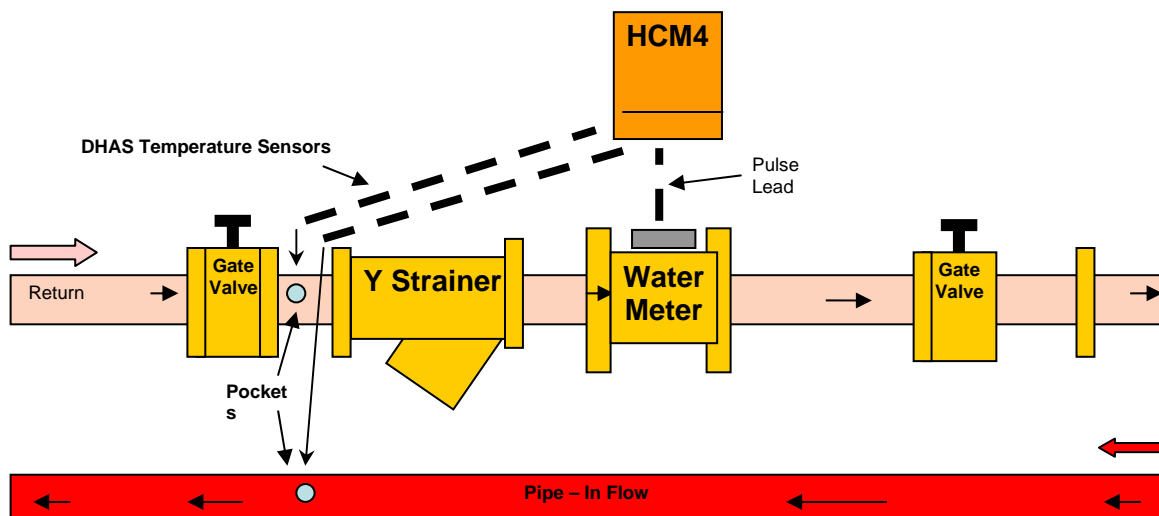 HCM4
DHAS Temperature Sensors
Pulse
Lead
Return
Gate
Valve
Y Strainer
Water
Meter
Gate
Valve
Pocket
s
Pipe – In Flow